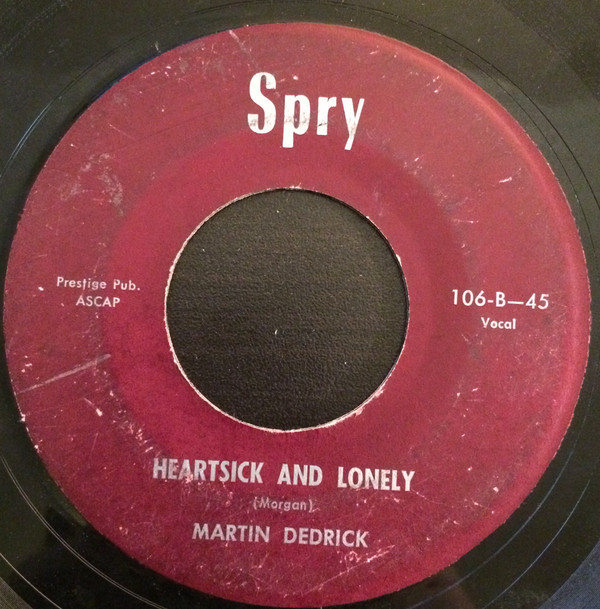 Spry
Prestige Pub.
ASCAP
106-B—45
Vocal
HEARTSICK AND LONELY
(Morgan)
MARTIN DEDRICK